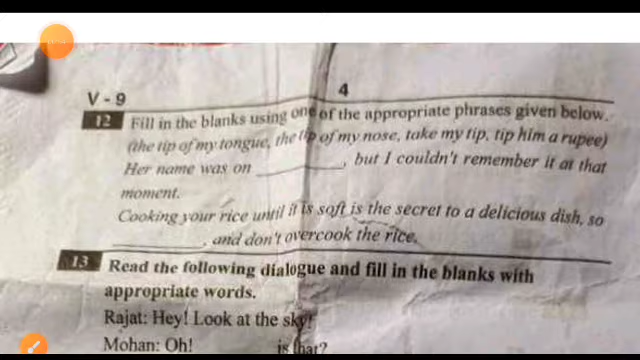 V - 9
4
12 Fill in the blanks using one of the appropriate phrases given below.
(the tip of my tongue, the tip of my nose, take my tip, tip him a rupee)
Her name was on ________, but I couldn't remember it at that
moment.
Cooking your rice until it is soft is the secret to a delicious dish, so
________, and don't overcook the rice.
13 Read the following dialogue and fill in the blanks with
appropriate words.
Rajat: Hey! Look at the sky!
Mohan: Oh! ________ is that?